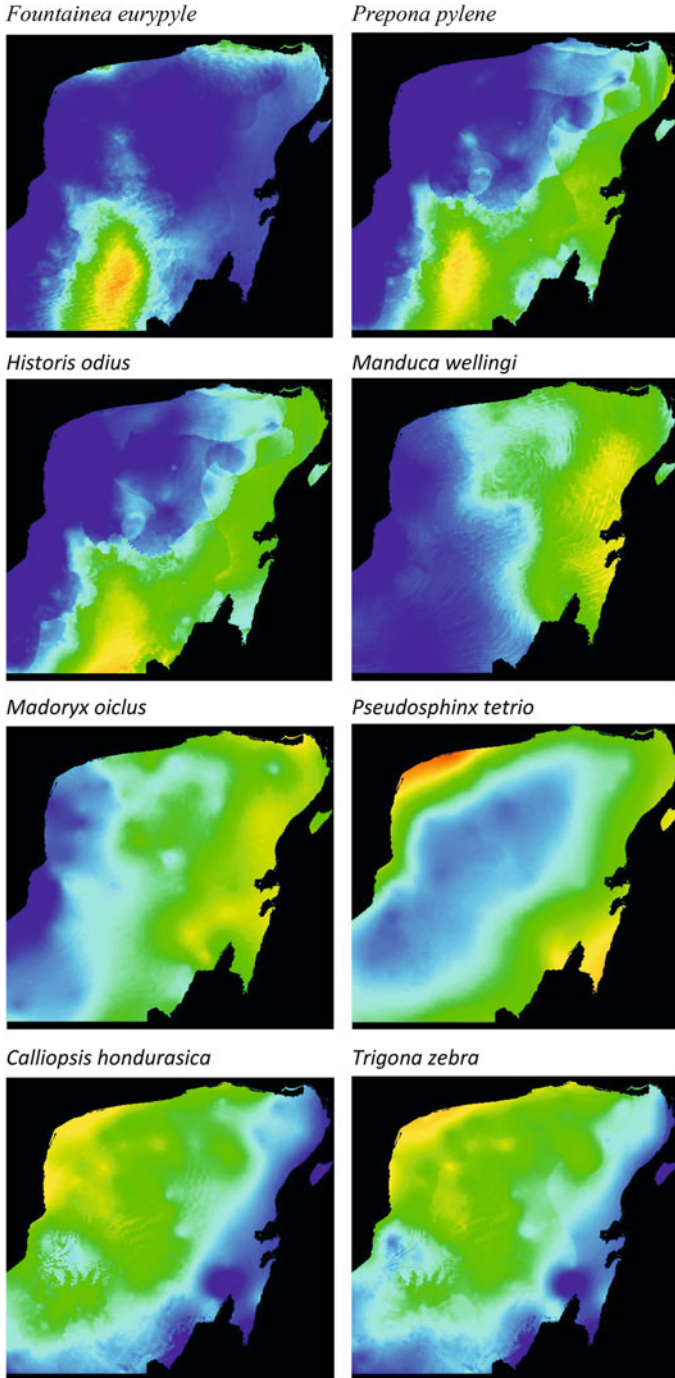 Fountainea eurypyle
Prepona pylene
Historis odius
Manduca wellingi
Madoryx oiclus
Pseudosphinx tetrio
Calliopsis hondurasica
Trigona zebra